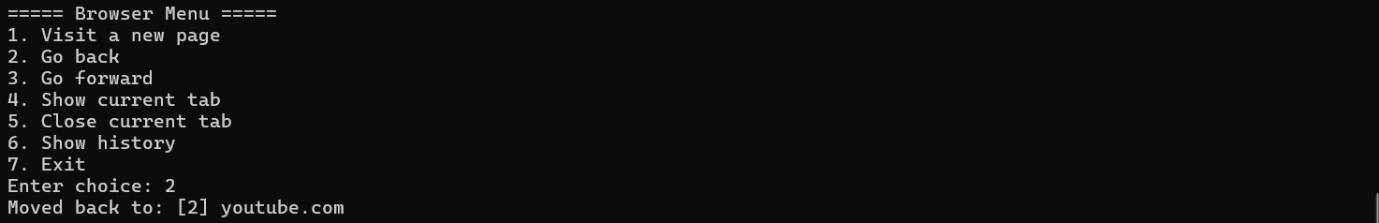 ===== Browser Menu =====
1. Visit a new page
2. Go back
3. Go forward
4. Show current tab
5. Close current tab
6. Show history
7. Exit
Enter choice: 2
Moved back to: [2] youtube.com